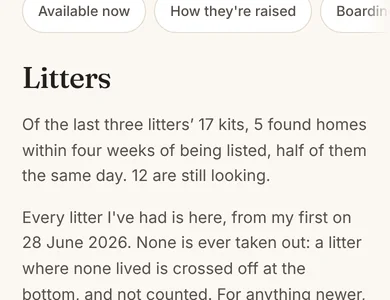 Available now How they're raised Boardin
Litters
Of the last three litters’ 17 kits, 5 found homes
within four weeks of being listed, half of them
the same day. 12 are still looking.
Every litter I've had is here, from my first on
28 June 2026. None is ever taken out: a litter
where none lived is crossed off at the
bottom, and not counted. For anything newer,